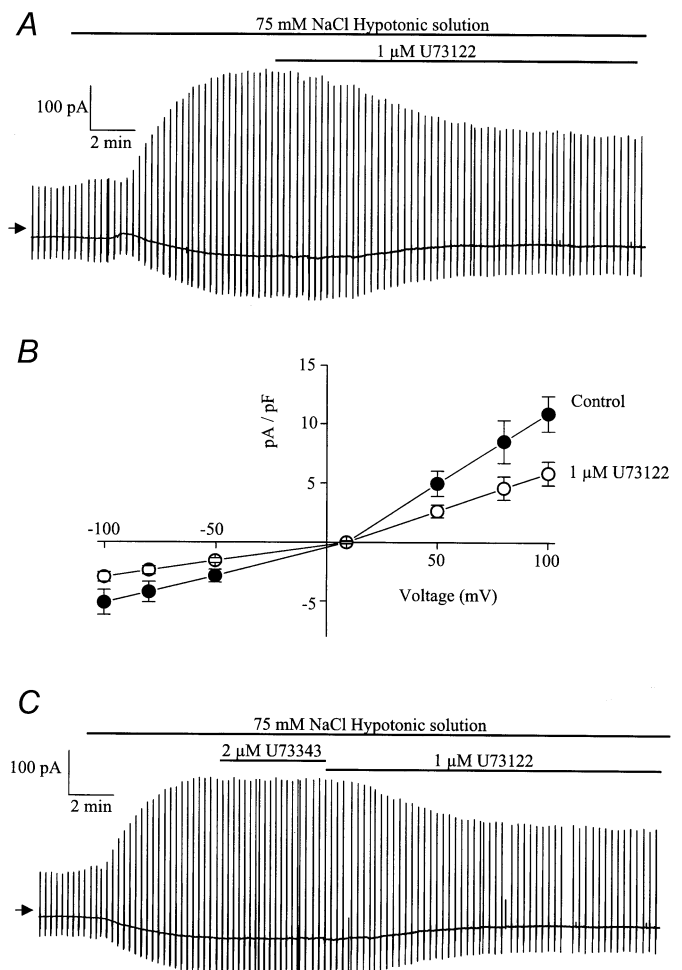 A
75 mM NaCl Hypotonic solution
1 µM U73122
100 pA
2 min
B
15
pA / pF
10
Control
5
1 µM U73122
-100
-50
50
100
-5
Voltage (mV)
C
75 mM NaCl Hypotonic solution
2 µM U73343
1 µM U73122
100 pA
2 min